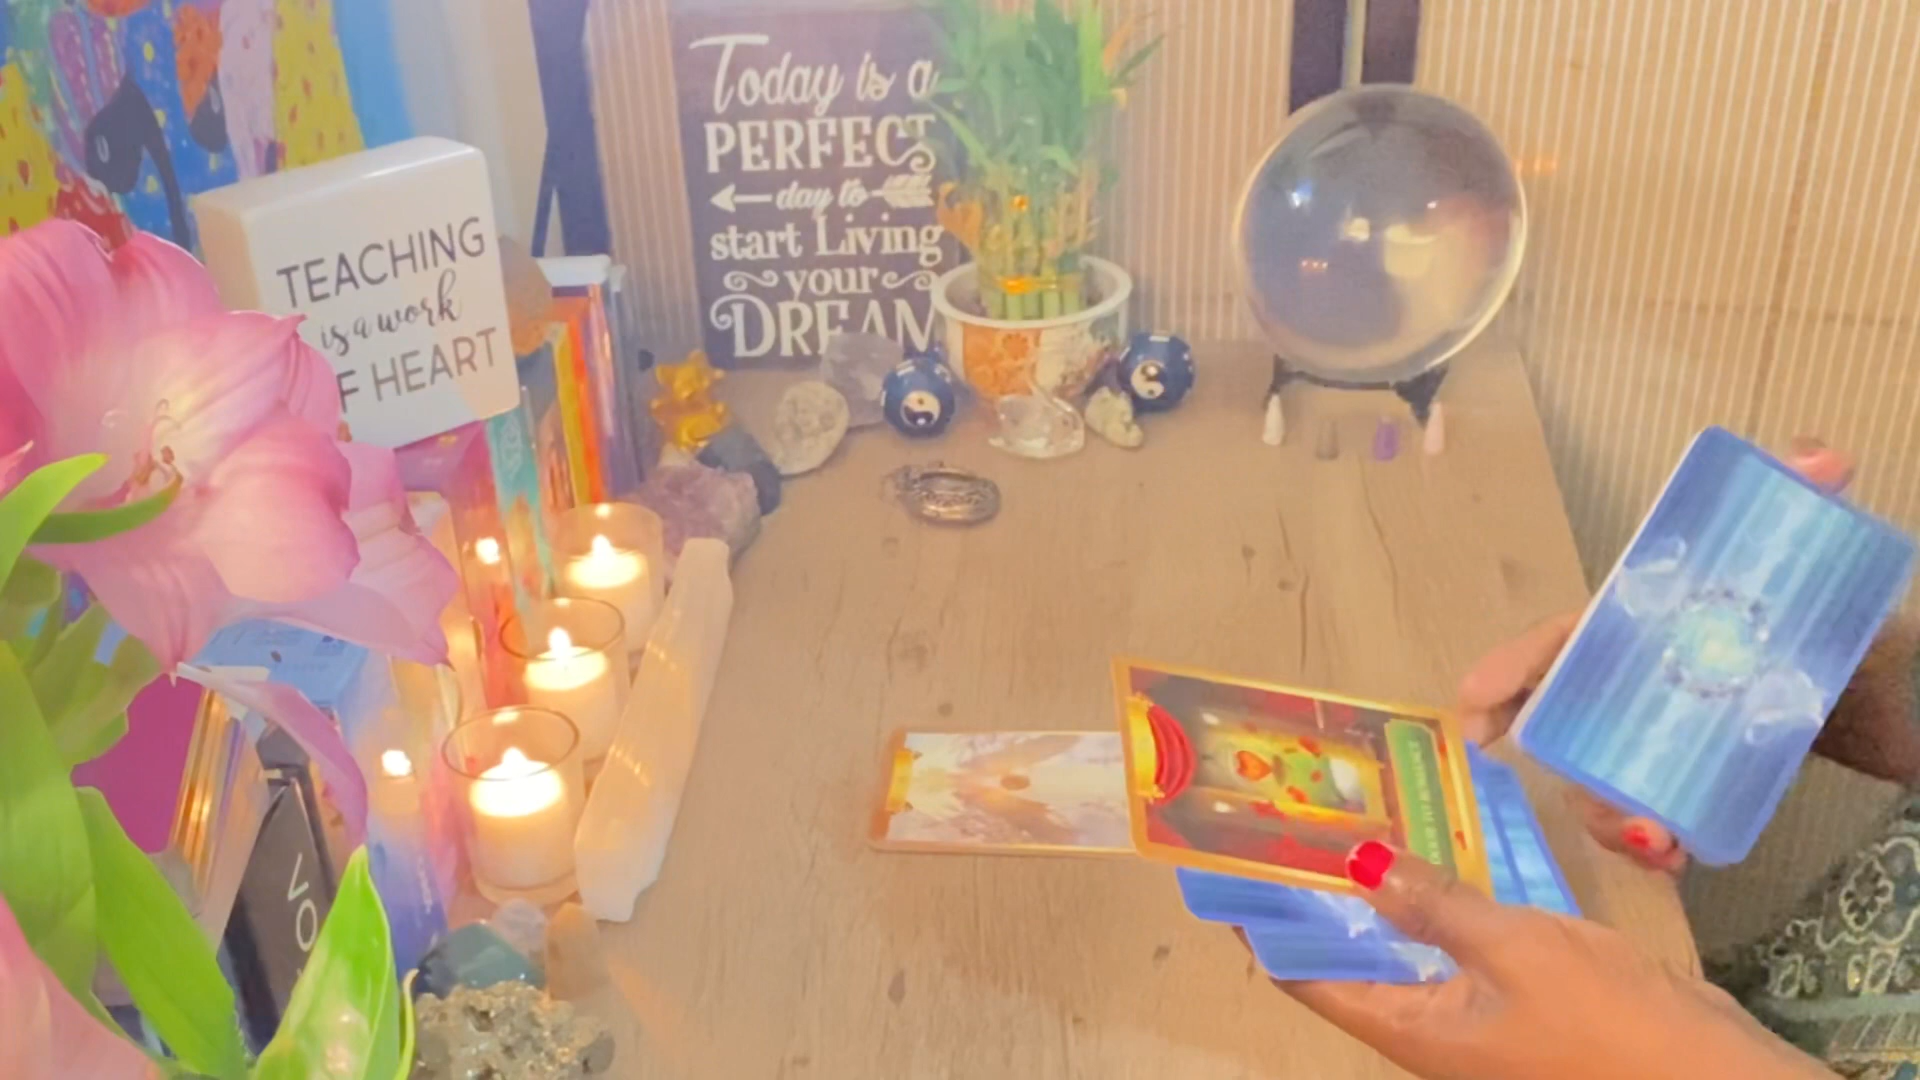 TEACHING
is a work
F HEART
Today is a
PERFECT
day to
start Living
your
DREAM